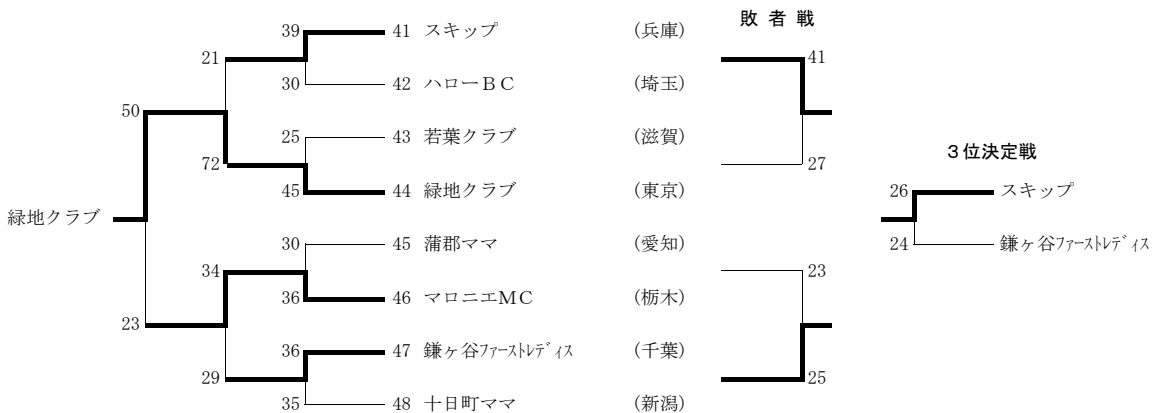 敗 者 戦
39 41 スキップ (兵庫)
21 41
30 42 ハローＢＣ (埼玉)
50
25 43 若葉クラブ (滋賀)
72 27
３位決定戦
45 44 緑地クラブ (東京)
26 スキップ
緑地クラブ
30 45 蒲郡ママ (愛知)
24 鎌ヶ谷ﾌｧｰｽﾄﾚﾃﾞｨｽ
34 23
36 46 マロニエＭＣ (栃木)
23
36 47 鎌ヶ谷ﾌｧｰｽﾄﾚﾃﾞｨｽ (千葉)
29 25
35 48 十日町ママ (新潟)